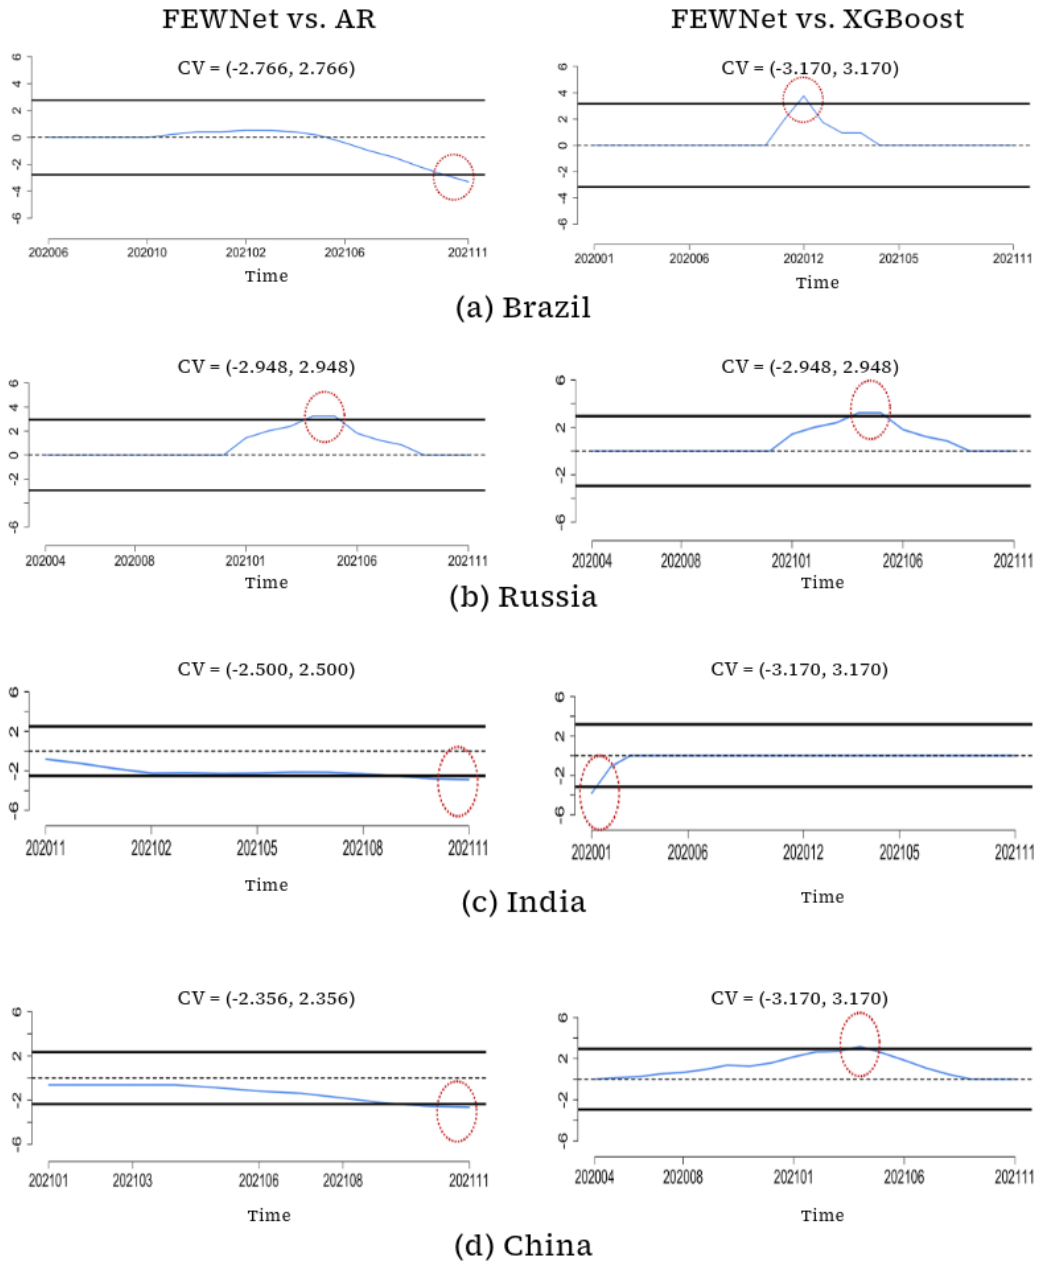 FEWNet vs. AR FEWNet vs. XGBoost
CV = (-2.766, 2.766) CV = (-3.170, 3.170)
6 4 2 0 -2 -4 -6
6 4 2 0 -2 -4 -6
202006 202010 202102 202106 202111
202001 202006 202012 202105 202111
Time Time
(a) Brazil
CV = (-2.948, 2.948) CV = (-2.948, 2.948)
6 4 2 0 -2 -6
6 2 -2 -6
202004 202008 202101 202106 202111
202004 202008 202101 202106 202111
Time Time
(b) Russia
CV = (-2.500, 2.500) CV = (-3.170, 3.170)
6 2 -2 -6
6 2 -2 -6
202011 202102 202105 202108 202111
202001 202006 202012 202105 202111
Time Time
(c) India
CV = (-2.356, 2.356) CV = (-3.170, 3.170)
6 2 -2 -6
6 2 -2 -6
202101 202103 202106 202108 202111
202004 202008 202101 202106 202111
Time Time
(d) China